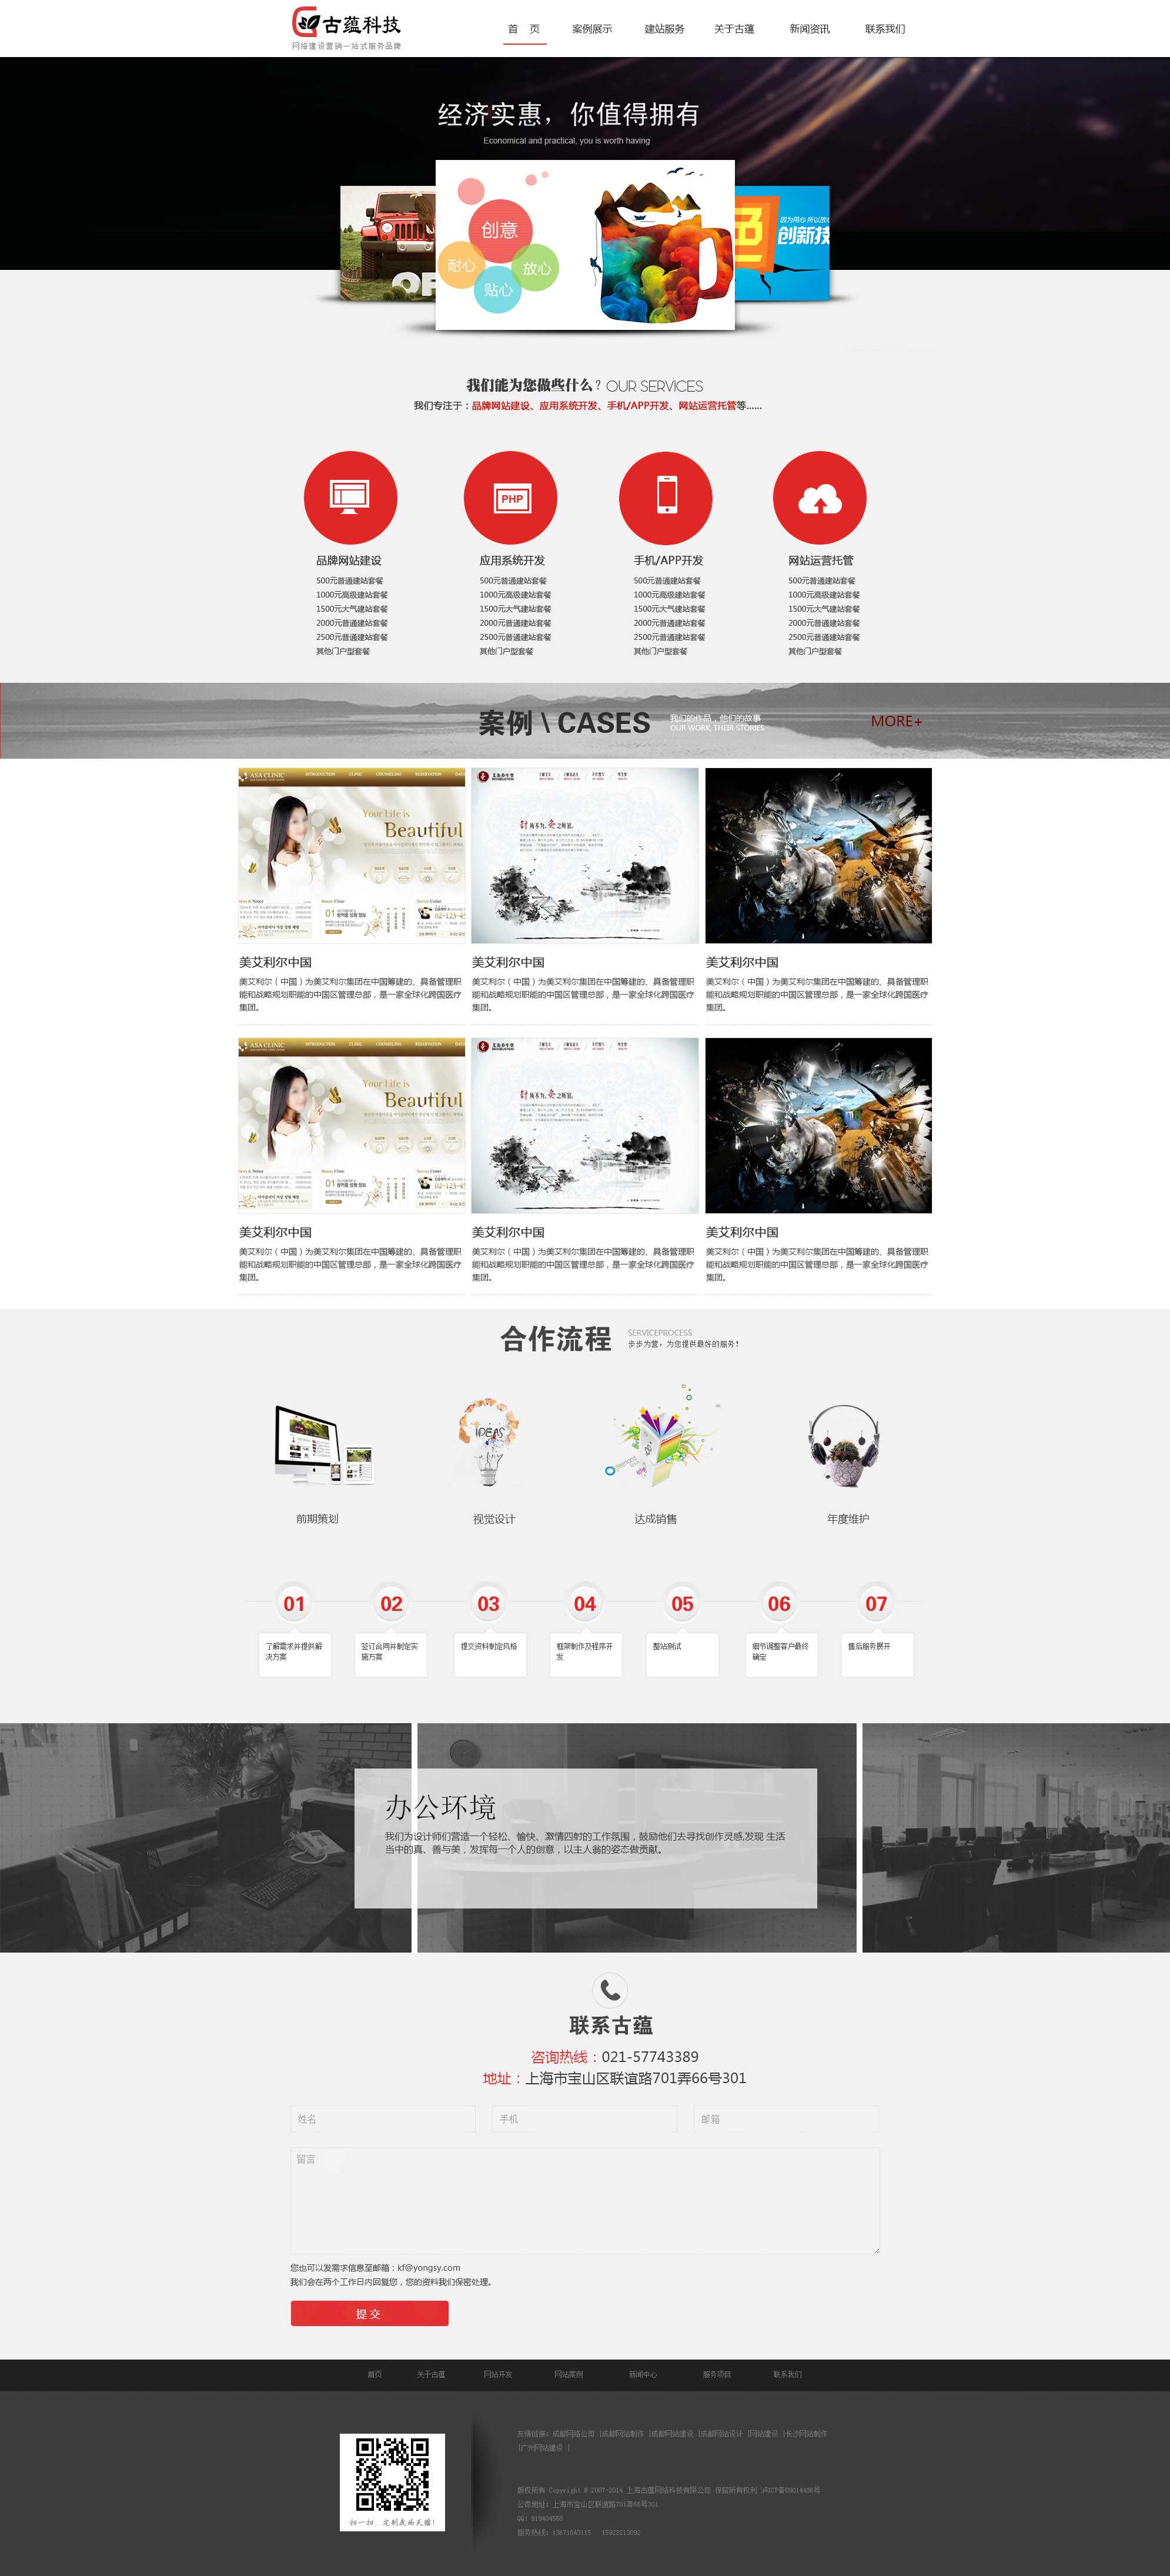 古蕴科技
网络建设营销一站式服务品牌
首 页
案例展示
建站服务
关于古蕴
新闻资讯
联系我们
经济实惠，你值得拥有
Economical and practical, you is worth having
创意
耐心
放心
贴心
因为用心 所以放心
创新技
我们能为您做些什么？OUR SERVICES
我们专注于：品牌网站建设、应用系统开发、手机/APP开发、网站运营托管等......
PHP
品牌网站建设
500元普通建站套餐
1000元高级建站套餐
1500元大气建站套餐
2000元普通建站套餐
2500元普通建站套餐
其他门户型套餐
应用系统开发
500元普通建站套餐
1000元高级建站套餐
1500元大气建站套餐
2000元普通建站套餐
2500元普通建站套餐
其他门户型套餐
手机/APP开发
500元普通建站套餐
1000元高级建站套餐
1500元大气建站套餐
2000元普通建站套餐
2500元普通建站套餐
其他门户型套餐
网站运营托管
500元普通建站套餐
1000元高级建站套餐
1500元大气建站套餐
2000元普通建站套餐
2500元普通建站套餐
其他门户型套餐
案例 \ CASES
我们的作品，他们的故事
OUR WORK, THEIR STORIES
MORE+
ASA CLINIC
INTRODUCTION
CLINIC
COUNSELING
RESERVATION
Your Life is
Beautiful
美艾利尔中国
美艾利尔（中国）为美艾利尔集团在中国筹建的、具备管理职
能和战略规划职能的中国区管理总部，是一家全球化跨国医疗
集团。
美艾利尔中国
美艾利尔（中国）为美艾利尔集团在中国筹建的、具备管理职
能和战略规划职能的中国区管理总部，是一家全球化跨国医疗
集团。
美艾利尔中国
美艾利尔（中国）为美艾利尔集团在中国筹建的、具备管理职
能和战略规划职能的中国区管理总部，是一家全球化跨国医疗
集团。
ASA CLINIC
INTRODUCTION
CLINIC
COUNSELING
RESERVATION
Your Life is
Beautiful
美艾利尔中国
美艾利尔（中国）为美艾利尔集团在中国筹建的、具备管理职
能和战略规划职能的中国区管理总部，是一家全球化跨国医疗
集团。
美艾利尔中国
美艾利尔（中国）为美艾利尔集团在中国筹建的、具备管理职
能和战略规划职能的中国区管理总部，是一家全球化跨国医疗
集团。
美艾利尔中国
美艾利尔（中国）为美艾利尔集团在中国筹建的、具备管理职
能和战略规划职能的中国区管理总部，是一家全球化跨国医疗
集团。
合作流程
SERVICEPROCESS
步步为营，为您提供最好的服务！
IDEAS
前期策划
视觉设计
达成销售
年度维护
01
02
03
04
05
06
07
了解需求并提供解
决方案
签订合同并制定实
施方案
提交资料制定风格
框架制作及程序开
发
整站测试
细节调整客户最终
确定
售后服务展开
办公环境
我们为设计师们营造一个轻松、愉快、激情四射的工作氛围，鼓励他们去寻找创作灵感,发现 生活
当中的真、善与美，发挥每一个人的创意，以主人翁的姿态做贡献。
联系古蕴
咨询热线：021-57743389
地址：上海市宝山区联谊路701弄66号301
姓名
手机
邮箱
留言
您也可以发需求信息至邮箱：kf@yongsy.com
我们会在两个工作日内回复您，您的资料我们保密处理。
提交
首页
关于古蕴
网站开发
网站案例
新闻中心
服务项目
联系我们
友情链接: 成都网络公司 |成都网站制作 |成都网站建设 |成都网站设计 |网站建设 |长沙网站制作
|广州网站建设 |
扫一扫，定制我的天猫！
版权所有 Copyright © 2007-2014 上海古蕴网络科技有限公司 保留所有权利
公司地址: 上海市宝山区联谊路701弄66号301